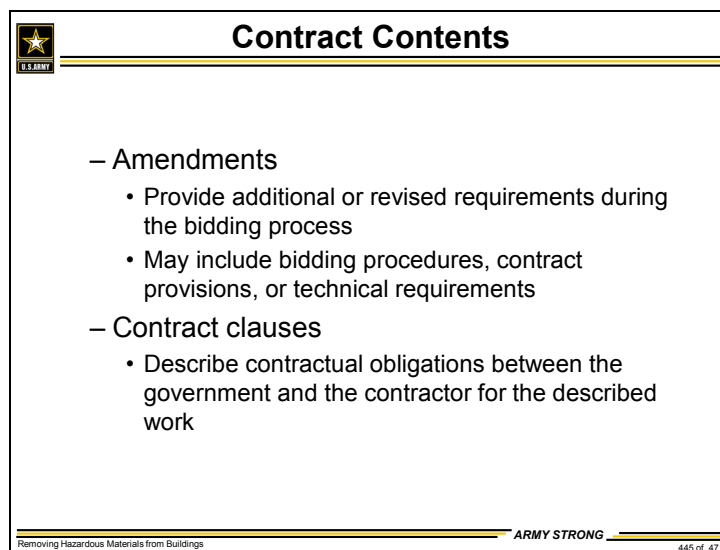 Contract Contents
U.S.ARMY
– Amendments
• Provide additional or revised requirements during
the bidding process
• May include bidding procedures, contract
provisions, or technical requirements
– Contract clauses
• Describe contractual obligations between the
government and the contractor for the described
work
ARMY STRONG
Removing Hazardous Materials from Buildings
445 of 47